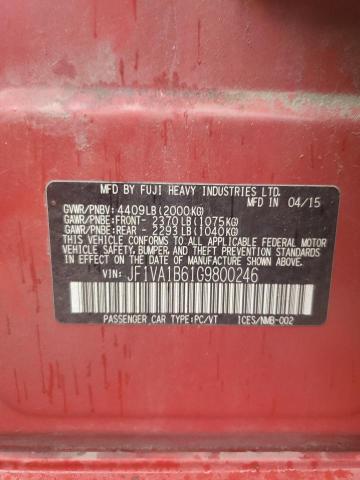 MFD. BY FUJI HEAVY INDUSTRIES LTD.
MFD IN 04/15
GVWR/PNBV: 4409LB(2000KG)
GAWR/PNBE:FRONT- 2370LB(1075KG)
GAWR/PNBE:REAR - 2293LB(1040KG)
THIS VEHICLE CONFORMS TO ALL APPLICABLE FEDERAL MOTOR
VEHICLE SAFETY, BUMPER, AND THEFT PREVENTION STANDARDS
IN EFFECT ON THE DATE OF MANUFACTURE SHOWN ABOVE.
JF1VA1B61G9800246
PASSENGER CAR TYPE:PC/VT ICES/NMB-002